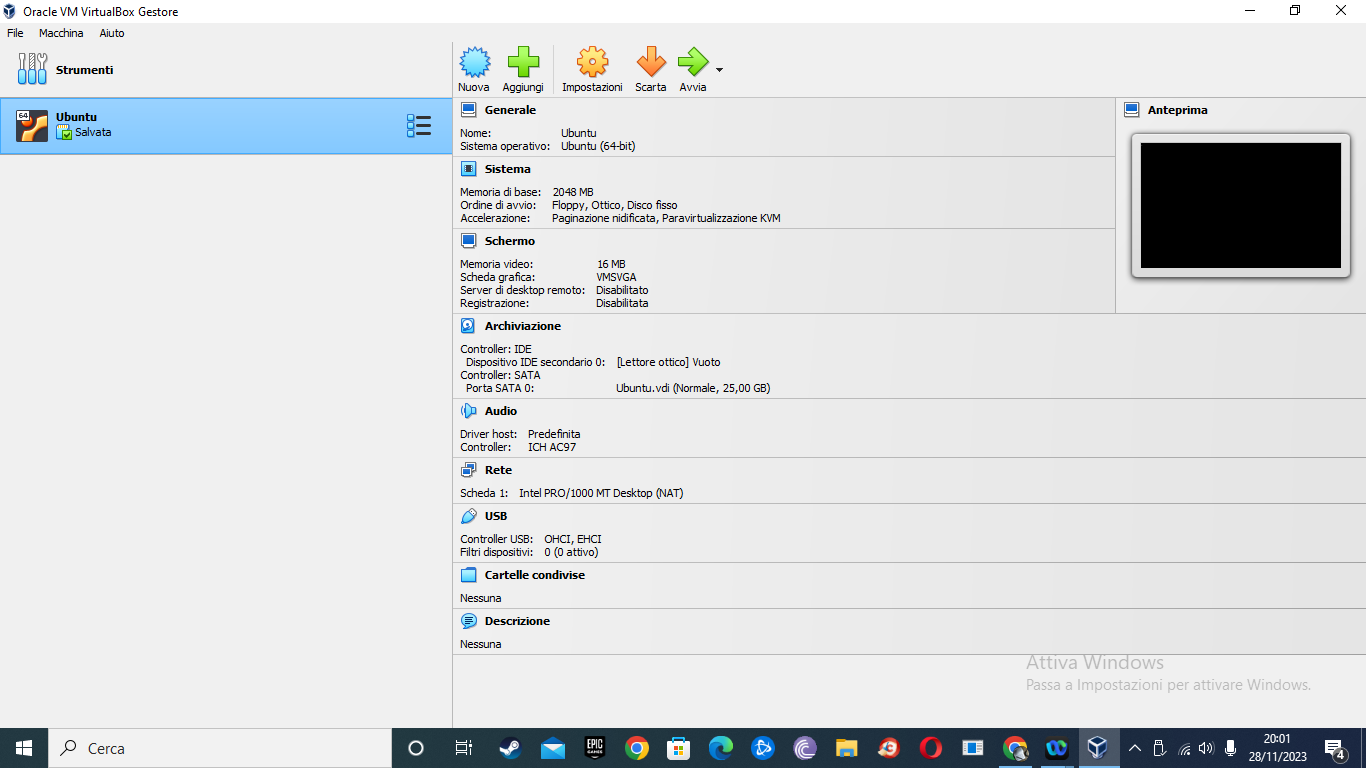 Oracle VM VirtualBox Gestore
File Macchina Aiuto
Strumenti
Nuova Aggiungi Impostazioni Scarta Avvia
64
Ubuntu
Salvata
Generale
Nome: Ubuntu
Sistema operativo: Ubuntu (64-bit)
Anteprima
Sistema
Memoria di base: 2048 MB
Ordine di avvio: Floppy, Ottico, Disco fisso
Accelerazione: Paginazione nidificata, Paravirtualizzazione KVM
Schermo
Memoria video: 16 MB
Scheda grafica: VMSVGA
Server di desktop remoto: Disabilitato
Registrazione: Disabilitata
Archiviazione
Controller: IDE
Dispositivo IDE secondario 0: [Lettore ottico] Vuoto
Controller: SATA
Porta SATA 0: Ubuntu.vdi (Normale, 25,00 GB)
Audio
Driver host: Predefinita
Controller: ICH AC97
Rete
Scheda 1: Intel PRO/1000 MT Desktop (NAT)
USB
Controller USB: OHCI, EHCI
Filtri dispositivi: 0 (0 attivo)
Cartelle condivise
Nessuna
Descrizione
Nessuna
Attiva Windows
Passa a Impostazioni per attivare Windows.
Cerca
EPIC
GAMES
20:01
28/11/2023
4